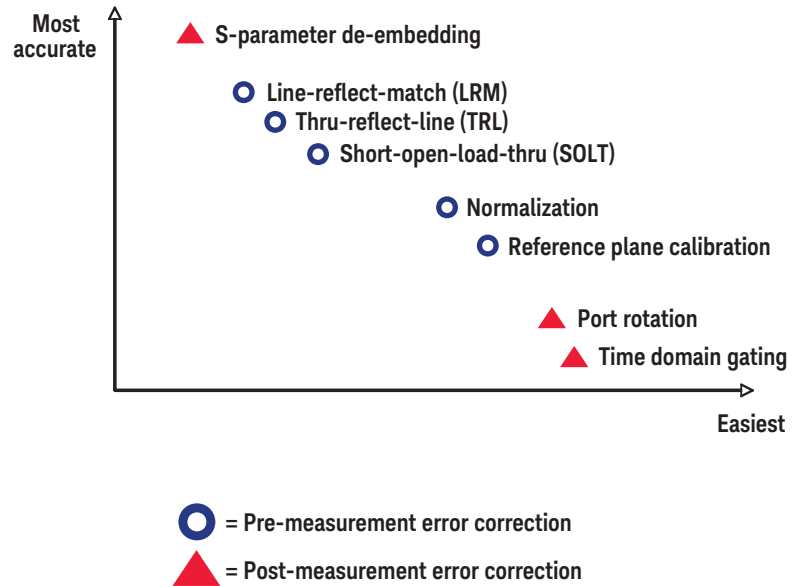 Most
accurate
S-parameter de-embedding
Line-reflect-match (LRM)
Thru-reflect-line (TRL)
Short-open-load-thru (SOLT)
Normalization
Reference plane calibration
Port rotation
Time domain gating
Easiest
= Pre-measurement error correction
= Post-measurement error correction